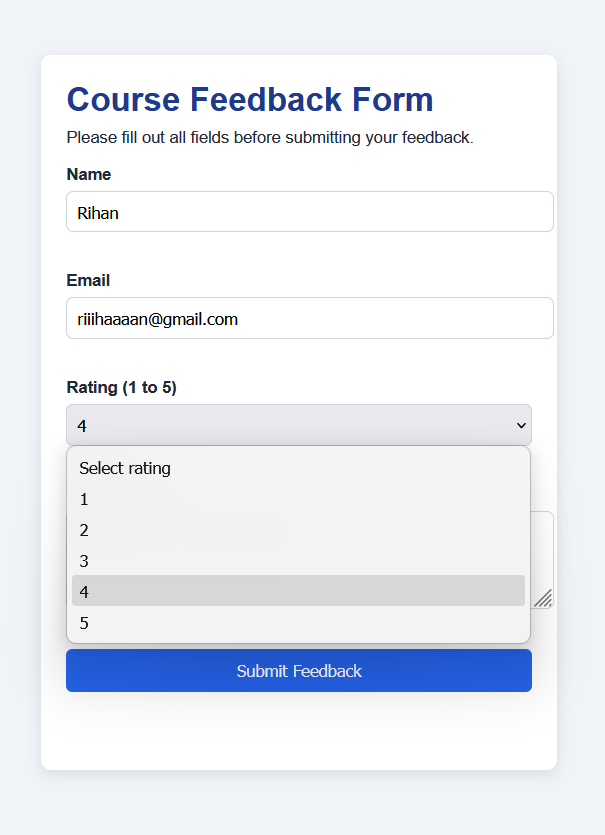 Course Feedback Form
Please fill out all fields before submitting your feedback.
Name
Rihan
Email
riiihaaaan@gmail.com
Rating (1 to 5)
4
Select rating
1
2
3
4
5
Submit Feedback